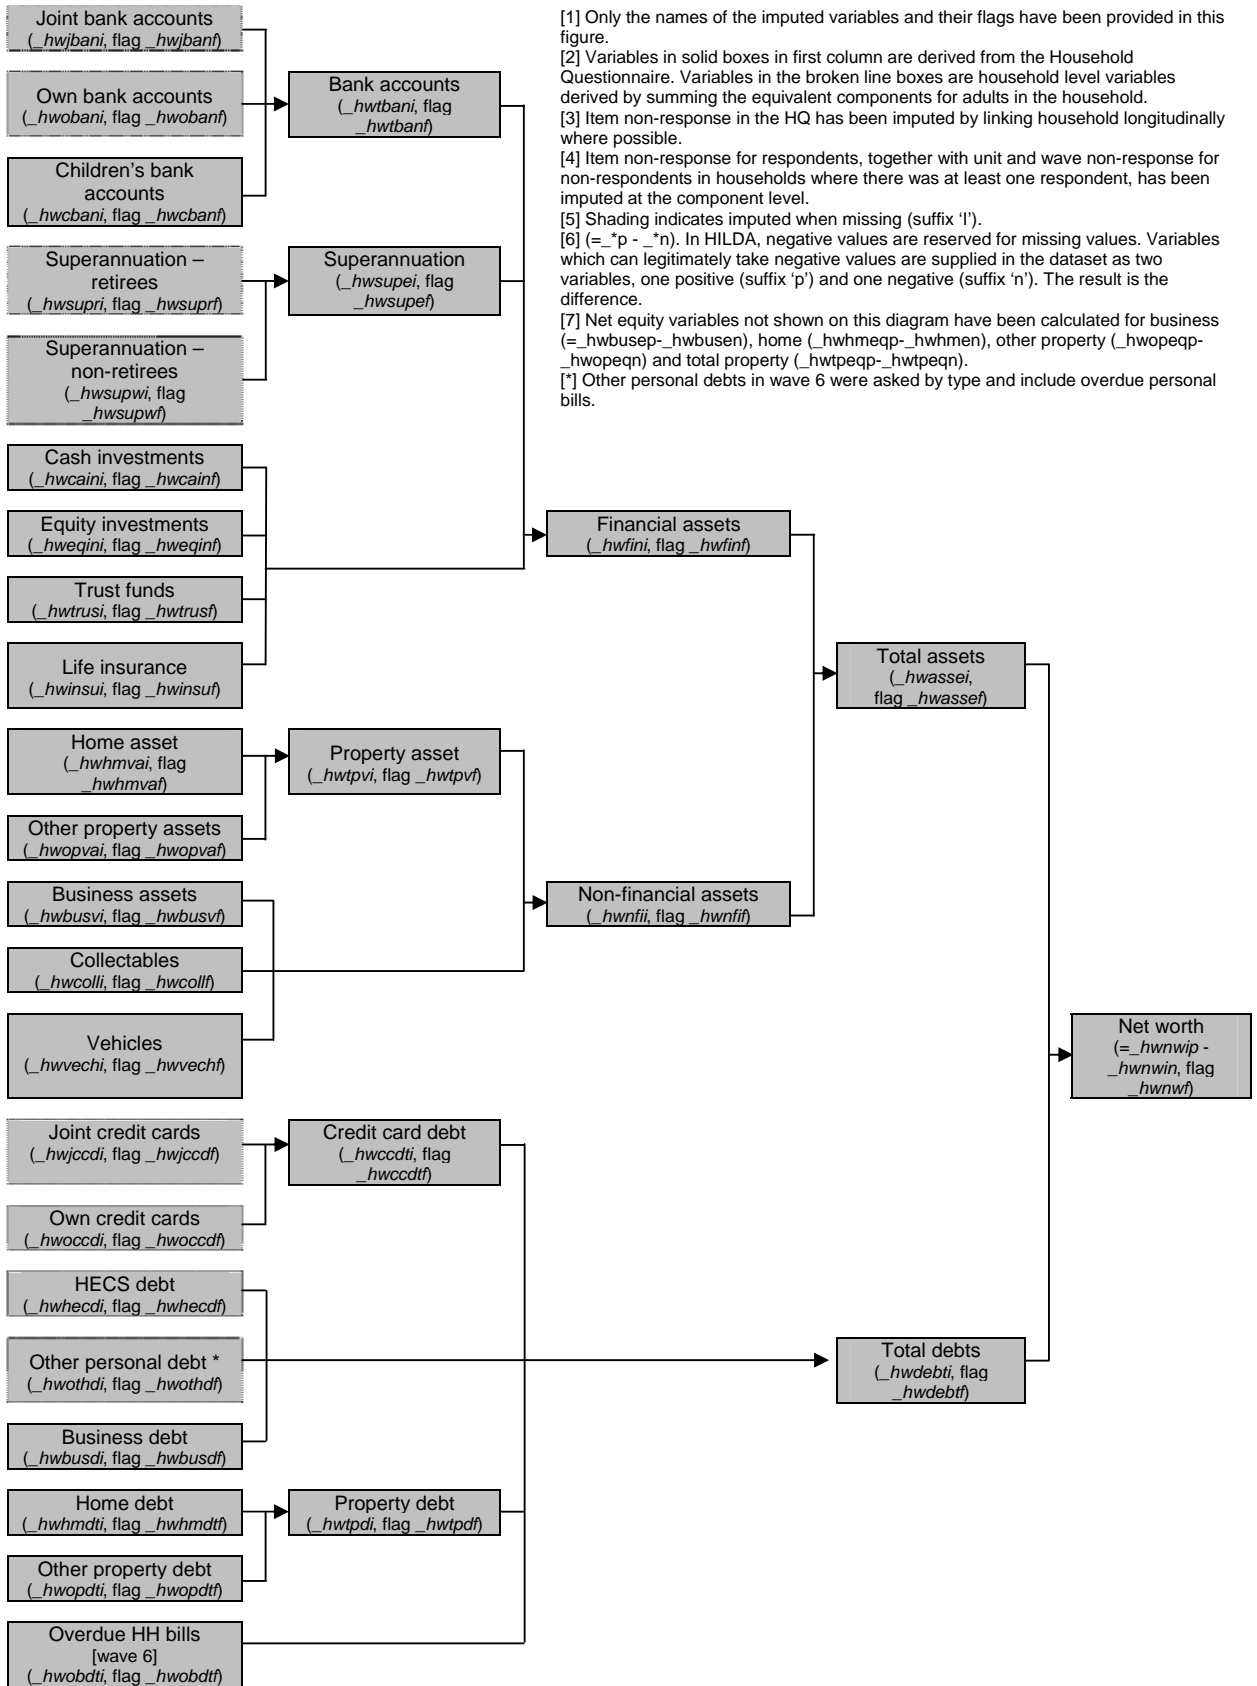 Joint bank accounts
(_hwjbani, flag _hwjbanf)
Own bank accounts
(_hwobani, flag _hwobanf)
Children's bank
accounts
(_hwcbani, flag _hwcbanf)
Superannuation –
retirees
(_hwsupri, flag _hwsuprf)
Superannuation –
non-retirees
(_hwsupwi, flag
_hwsupwf)
Cash investments
(_hwcaini, flag _hwcainf)
Equity investments
(_hweqini, flag _hweqinf)
Trust funds
(_hwtrusi, flag _hwtrusf)
Life insurance
(_hwinsui, flag _hwinsuf)
Home asset
(_hwhmvai, flag
_hwhmvaf)
Other property assets
(_hwopvai, flag _hwopvaf)
Business assets
(_hwbusvi, flag _hwbusvf)
Collectables
(_hwcolli, flag _hwcollf)
Vehicles
(_hwvechi, flag _hwvechf)
Joint credit cards
(_hwjccdi, flag _hwjccdf)
Own credit cards
(_hwoccdi, flag _hwoccdf)
HECS debt
(_hwhecdi, flag _hwhecdf)
Other personal debt *
(_hwothdi, flag _hwothdf)
Business debt
(_hwbusdi, flag _hwbusdf)
Home debt
(_hwhmdti, flag _hwhmdtf)
Other property debt
(_hwopdti, flag _hwopdtf)
Overdue HH bills
[wave 6]
(_hwobdti, flag _hwobdtf)
Bank accounts
(_hwtbani, flag
_hwtbanf)
Superannuation
(_hwsupei, flag
_hwsupef)
Property asset
(_hwtpvi, flag _hwtpvf)
Credit card debt
(_hwccdti, flag
_hwccdtf)
Property debt
(_hwtpdi, flag _hwtpdf)
Financial assets
(_hwfini, flag _hwfinf)
Non-financial assets
(_hwnfii, flag _hwnfif)
Total assets
(_hwassei,
flag _hwassef)
Total debts
(_hwdebti, flag
_hwdebtf)
Net worth
(=_hwnwip -
_hwnwin, flag
_hwnwf)
[1] Only the names of the imputed variables and their flags have been provided in this
figure.
[2] Variables in solid boxes in first column are derived from the Household
Questionnaire. Variables in the broken line boxes are household level variables
derived by summing the equivalent components for adults in the household.
[3] Item non-response in the HQ has been imputed by linking household longitudinally
where possible.
[4] Item non-response for respondents, together with unit and wave non-response for
non-respondents in households where there was at least one respondent, has been
imputed at the component level.
[5] Shading indicates imputed when missing (suffix 'I').
[6] (=_*p - _*n). In HILDA, negative values are reserved for missing values. Variables
which can legitimately take negative values are supplied in the dataset as two
variables, one positive (suffix 'p') and one negative (suffix 'n'). The result is the
difference.
[7] Net equity variables not shown on this diagram have been calculated for business
(=_hwbusep-_hwbusen), home (_hwhmeqp-_hwhmen), other property (_hwopeqp-
_hwopeqn) and total property (_hwtpeqp-_hwtpeqn).
[*] Other personal debts in wave 6 were asked by type and include overdue personal
bills.